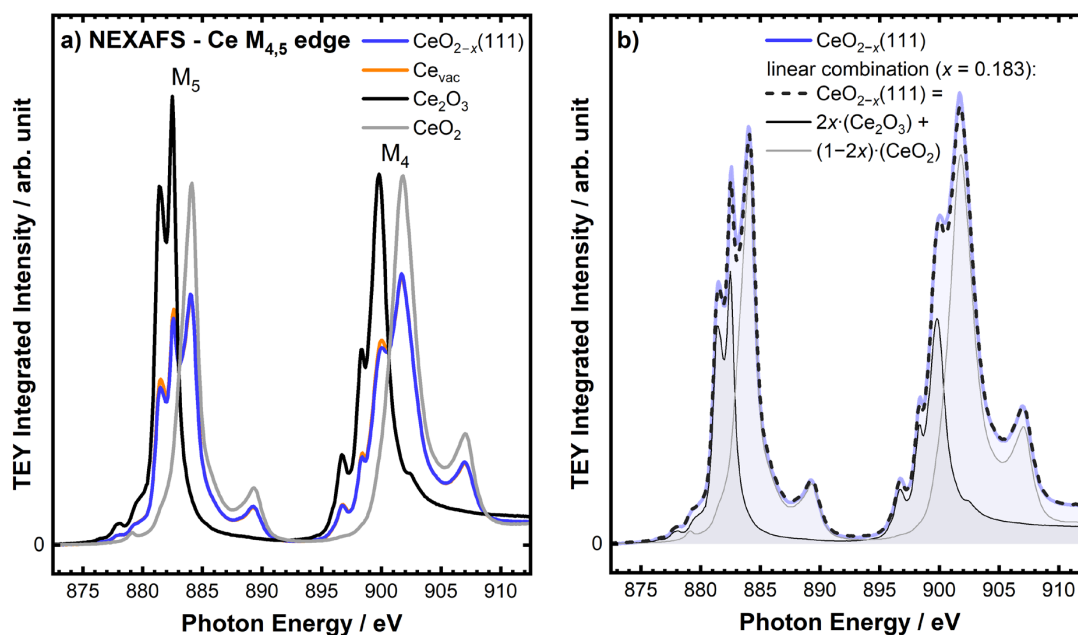 a) NEXAFS - Ce M4,5 edge
CeO2−x(111)
Cevac
Ce2O3
CeO2
M5
M4
TEY Integrated Intensity / arb. unit
0
875 880 885 890 895 900 905 910
Photon Energy / eV
b)
CeO2−x(111)
linear combination (x = 0.183):
CeO2−x(111) =
2x·(Ce2O3) +
(1−2x)·(CeO2)
TEY Integrated Intensity / arb. unit
0
875 880 885 890 895 900 905 910
Photon Energy / eV